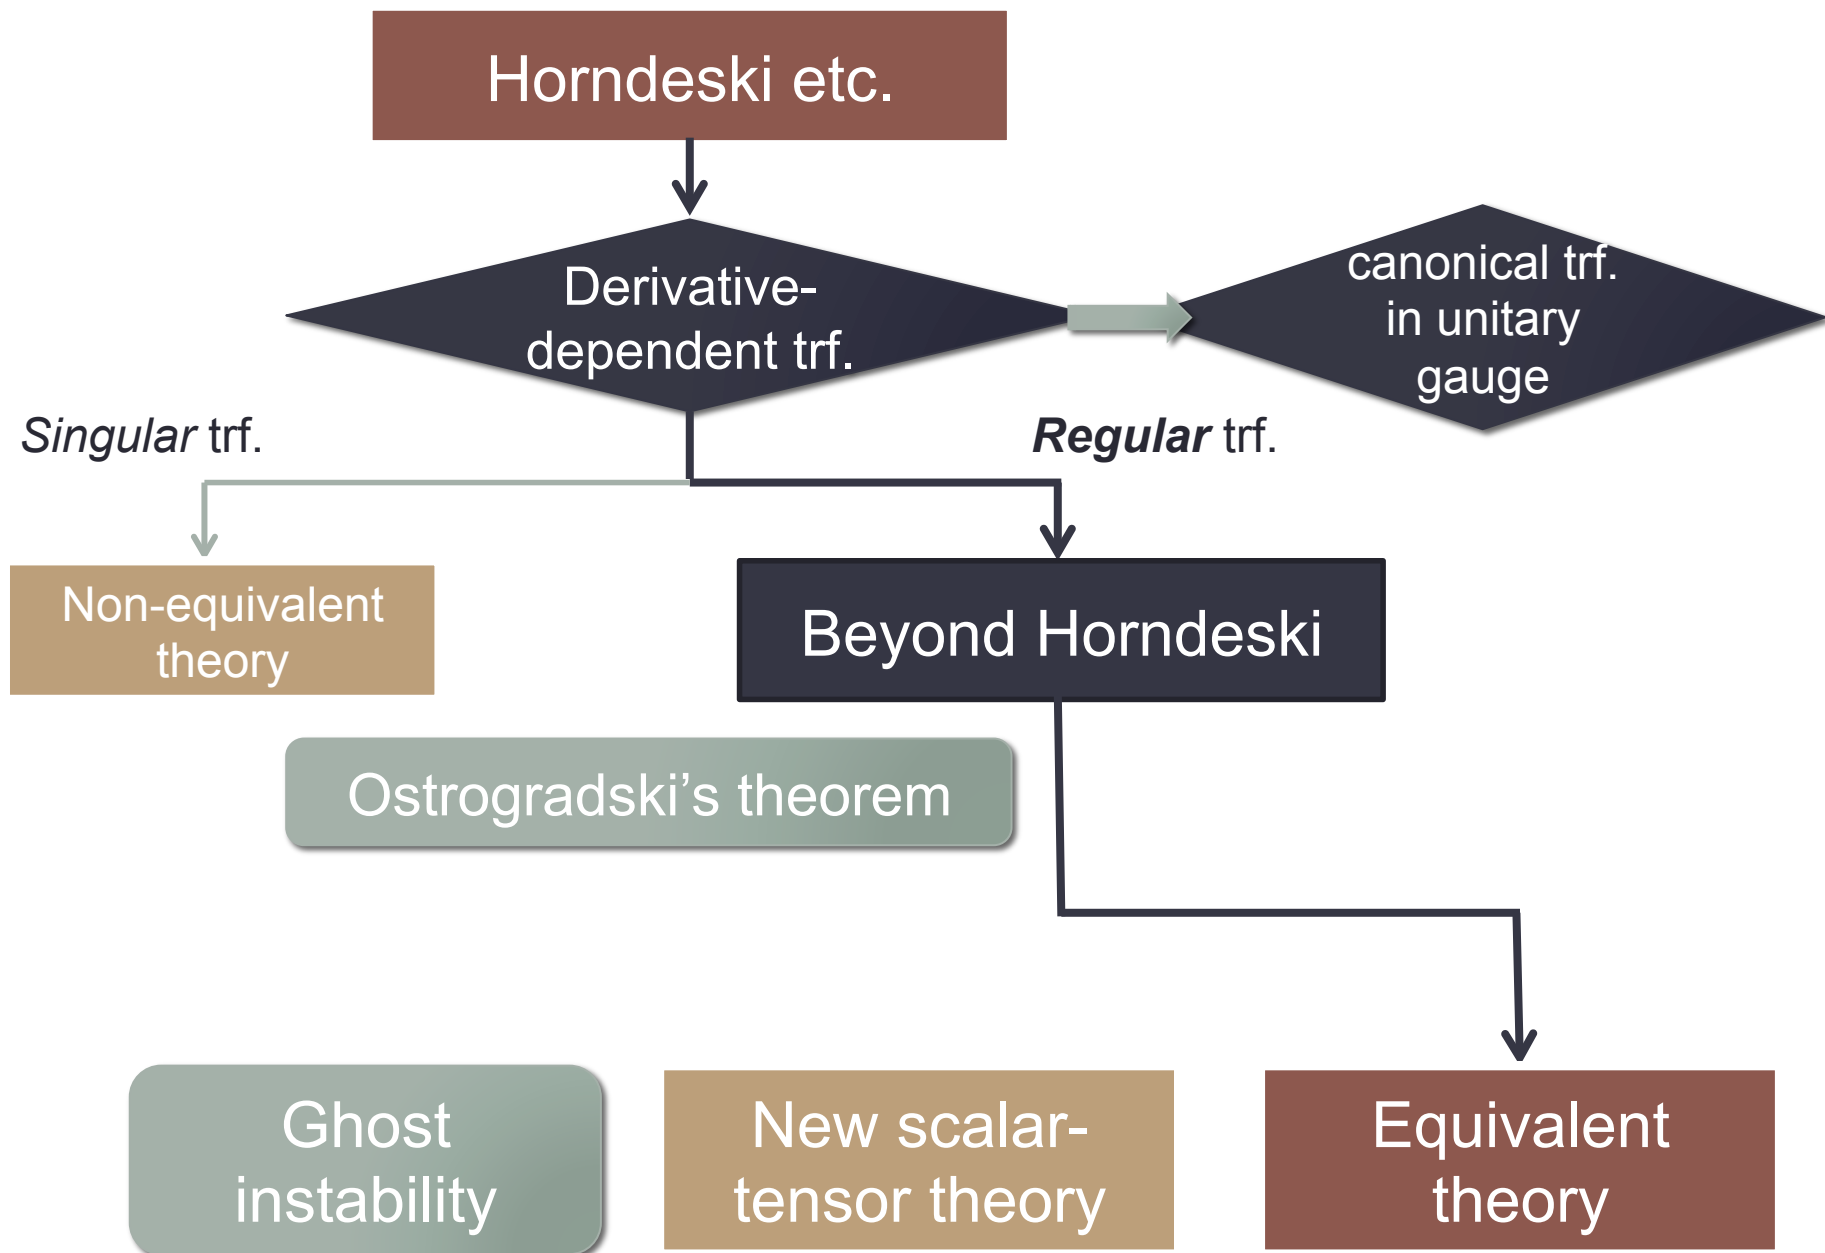 Horndeski etc.
Derivative-
dependent trf.
canonical trf.
in unitary
gauge
Singular trf.
Regular trf.
Non-equivalent
theory
Beyond Horndeski
Ostrogradski’s theorem
Ghost
instability
New scalar-
tensor theory
Equivalent
theory